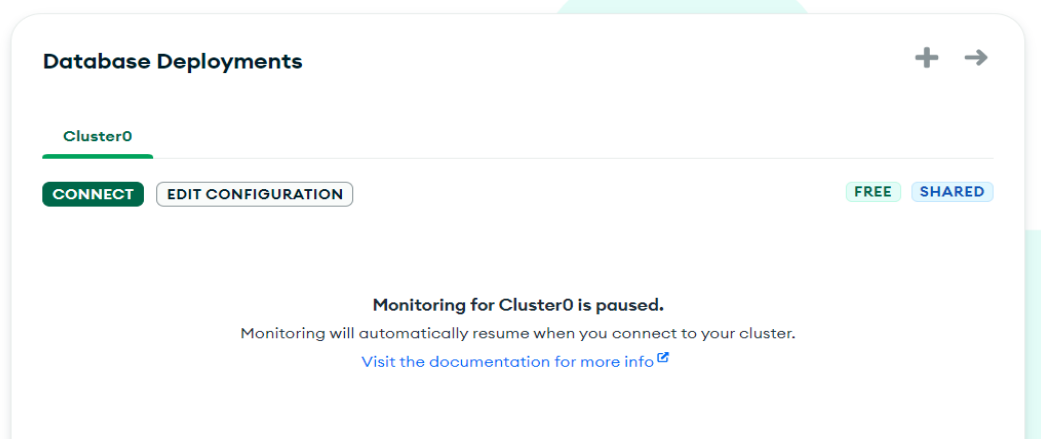 Database Deployments
Cluster0
CONNECT EDIT CONFIGURATION FREE SHARED
Monitoring for Cluster0 is paused.
Monitoring will automatically resume when you connect to your cluster.
Visit the documentation for more info